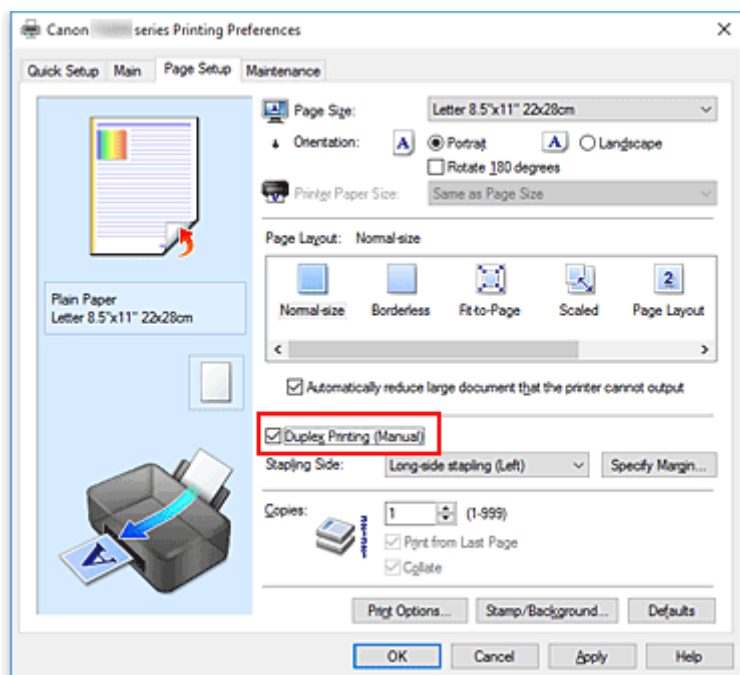 Canon series Printing Preferences
Quick Setup Main Page Setup Maintenance
Page Size: Letter 8.5"x11" 22x28cm
Orientation: A Portrait A Landscape
Rotate 180 degrees
Printer Paper Size: Same as Page Size
Page Layout: Normal-size
2
Normal-size Borderless Fit-to-Page Scaled Page Layout
Plain Paper
Letter 8.5"x11" 22x28cm
Automatically reduce large document that the printer cannot output
Duplex Printing (Manual)
Stapling Side: Long-side stapling (Left) Specify Margin...
Copies: 1 (1-999)
Print from Last Page
Collate
A
Print Options... Stamp/Background... Defaults
OK Cancel Apply Help